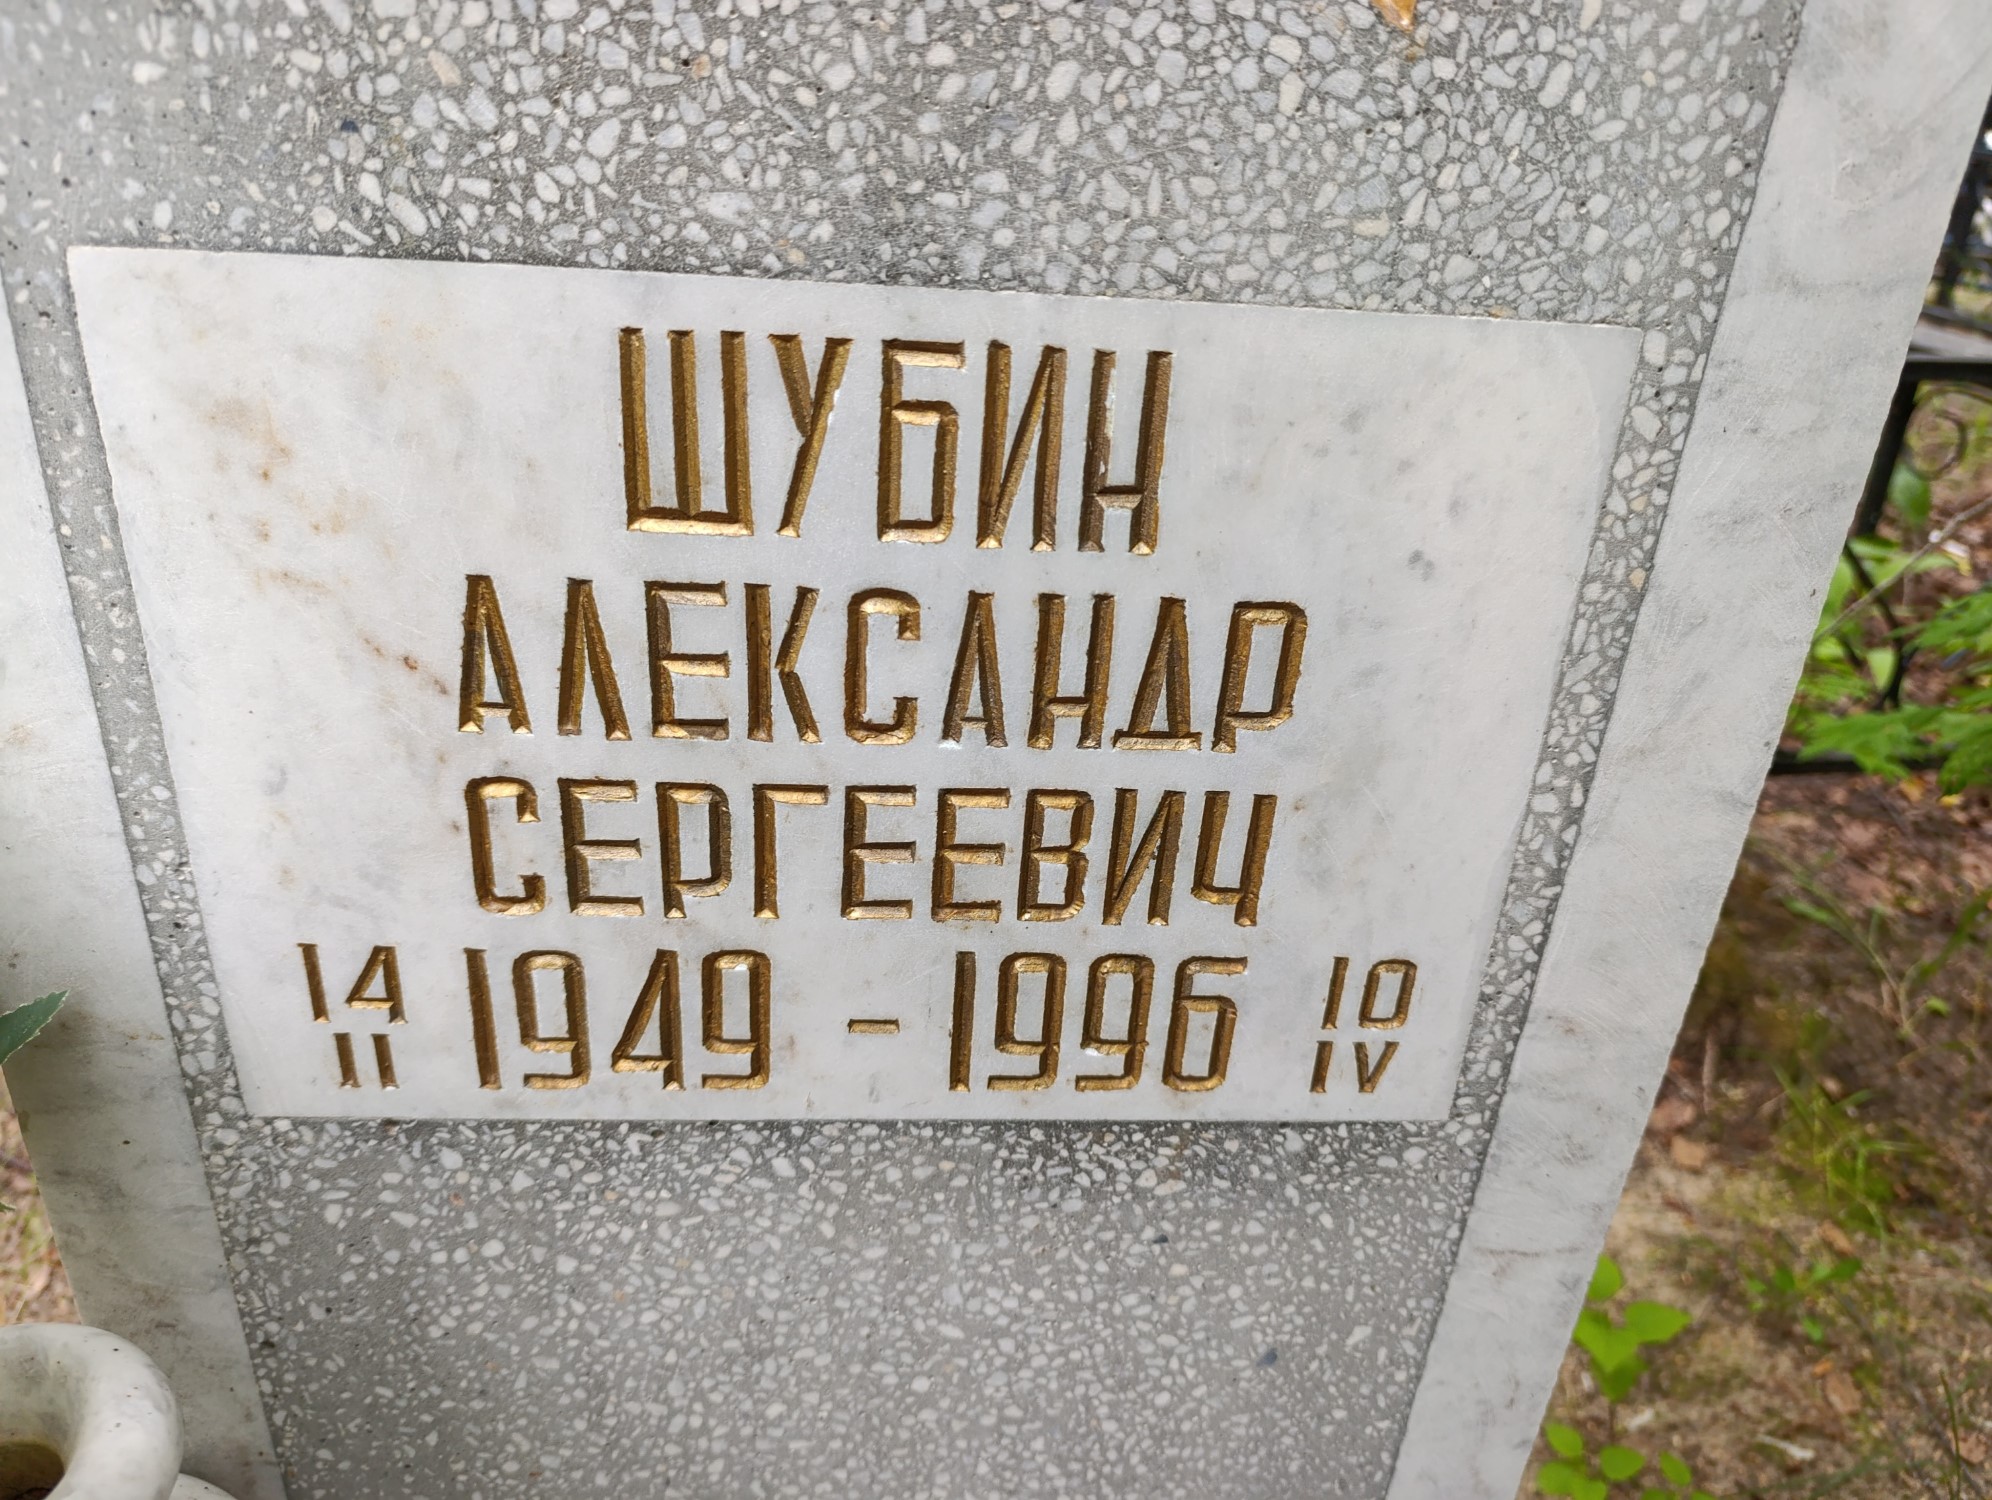 ШУБИН
АЛЕКСАНДР
СЕРГЕЕВИЧ
14 1949 - 1996 10
II IV